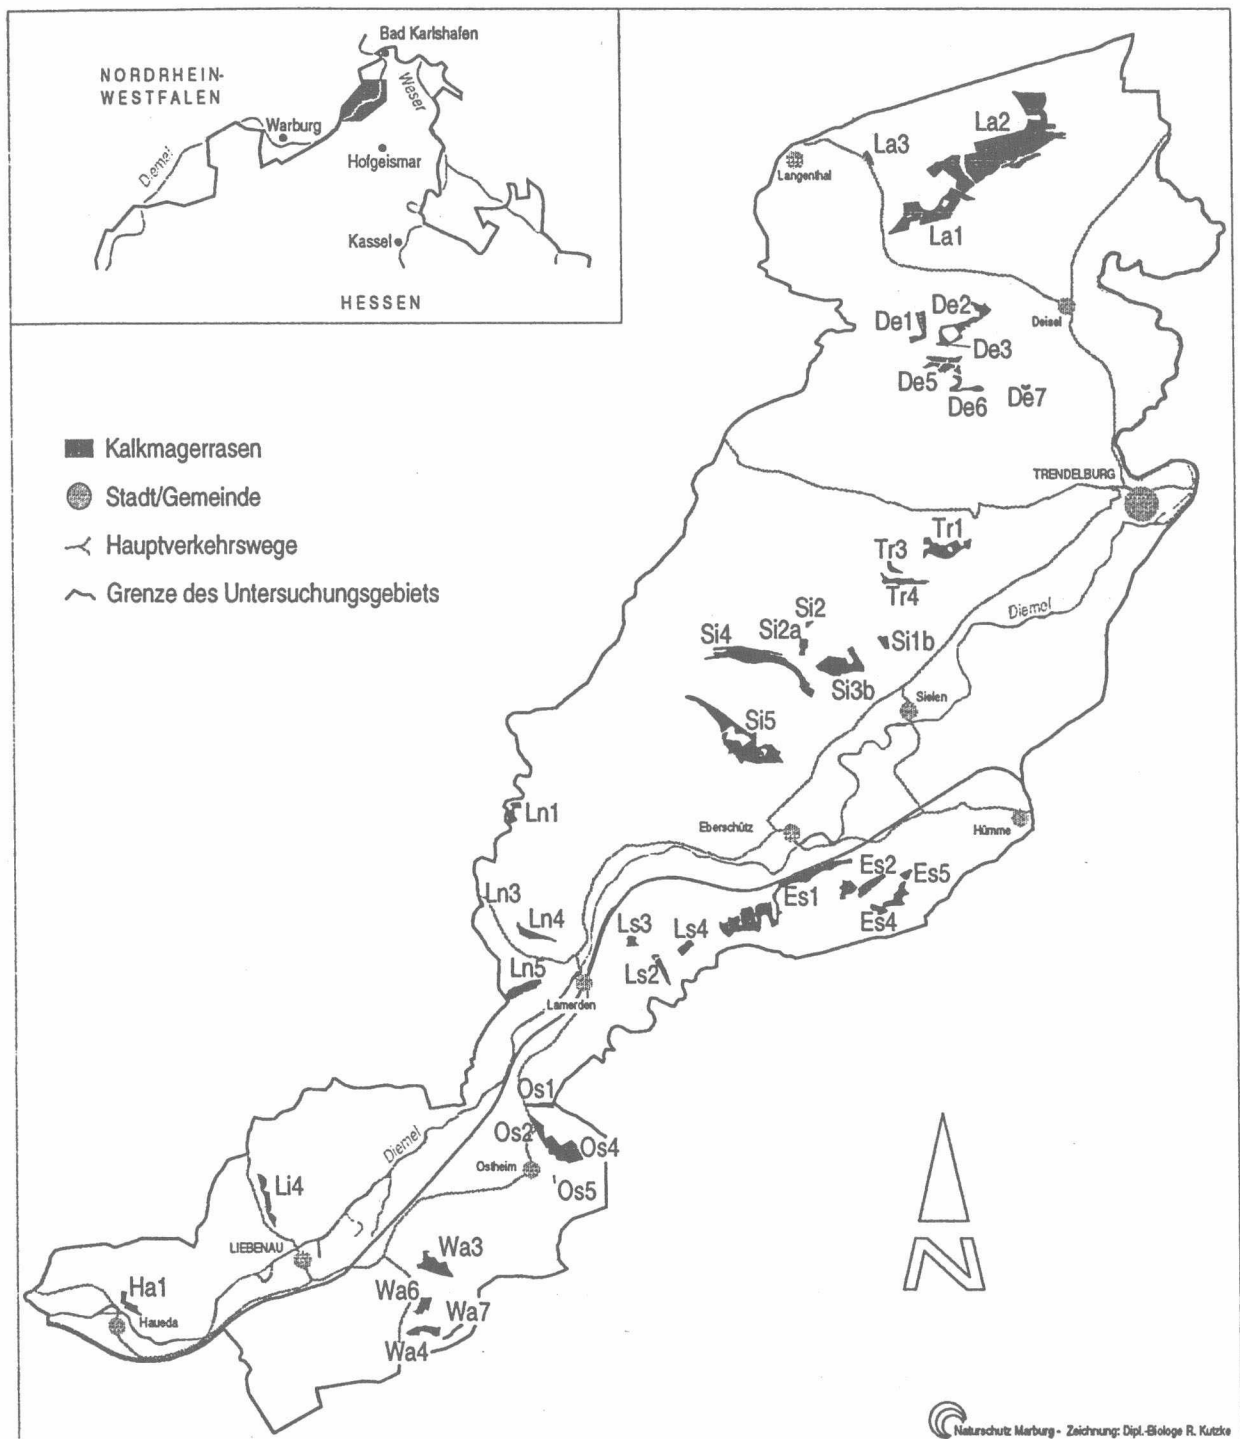 Bad Karlshafen
NORDRHEIN-
WESTFALEN
Weser
Warburg
Diemel
Hofgeismar
Kassel
HESSEN
La2
La3
Langenthal
La1
De2
De1
Deisel
De3
De5
De6
De7
Kalkmagerrasen
Stadt/Gemeinde
Hauptverkehrswege
Grenze des Untersuchungsgebiets
TRENDELBURG
Tr1
Tr3
Tr4
Diemel
Si2
Si2a
Si4
Si1b
Si3b
Sielen
Si5
Ln1
Eberschütz
Hümme
Es2
Es5
Es1
Es4
Ln3
Ln4
Ls3
Ls4
Ln5
Ls2
Lamerden
Os1
Os2
Os4
Diemel
Ostheim
Os5
Li4
LIEBENAU
Wa3
Ha1
Wa6
Wa7
Haueda
Wa4
N
Naturschutz Marburg - Zeichnung: Dipl.-Biologe R. Kutzke